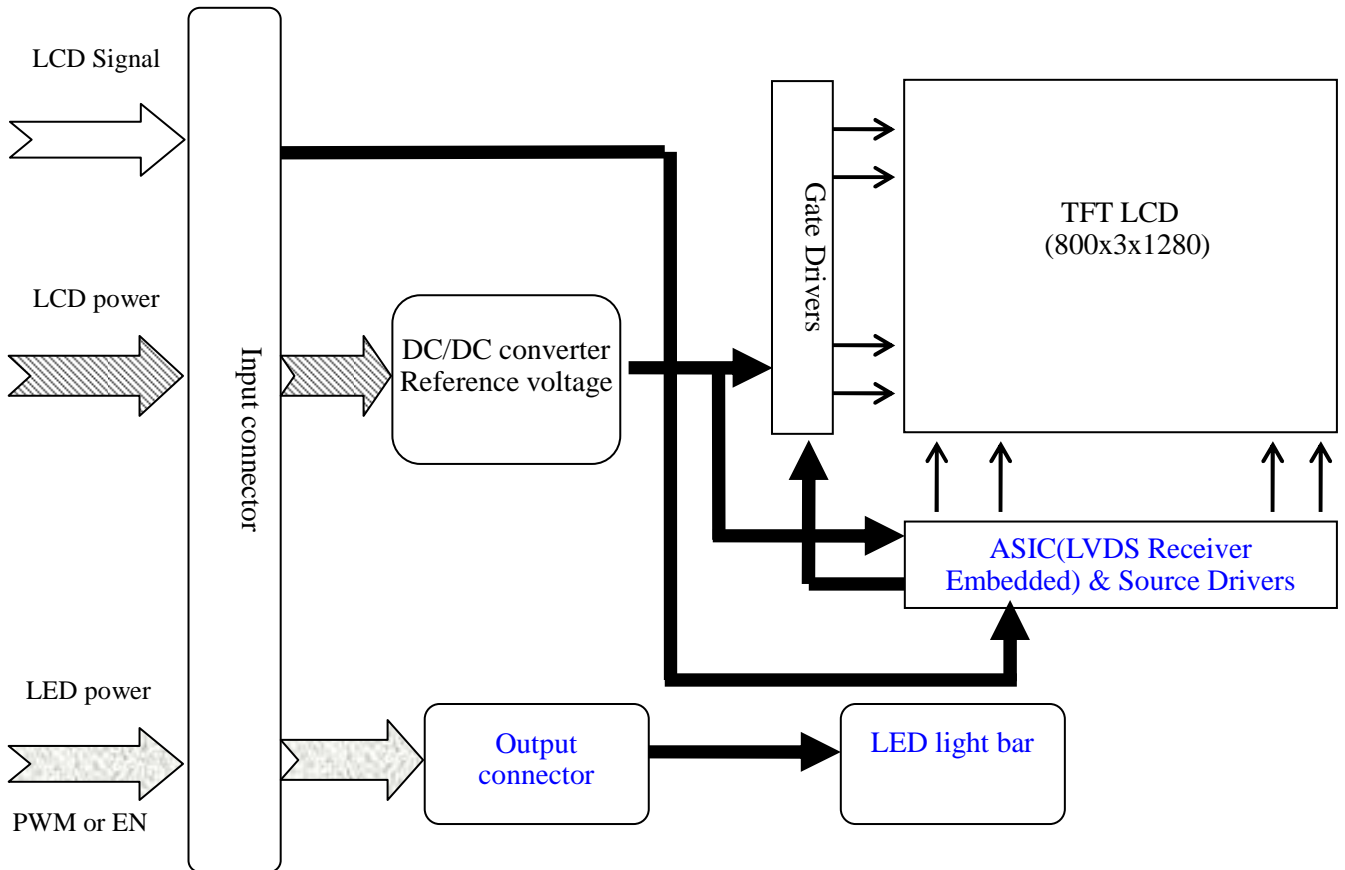 LCD Signal
LCD power
LED power
PWM or EN
Input connector
DC/DC converter
Reference voltage
Gate Drivers
TFT LCD
(800x3x1280)
ASIC(LVDS Receiver
Embedded) & Source Drivers
Output
connector
LED light bar